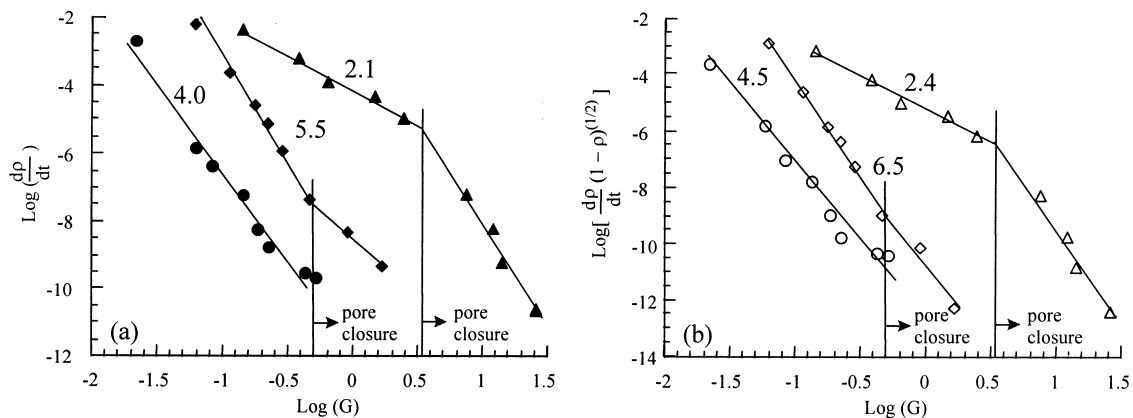 -2
-4
-6
-8
-10
-12
Log (dρ/dt)
4.0
5.5
2.1
pore
closure
pore
closure
(a)
-2 -1.5 -1 -0.5 0 0.5 1 1.5
Log (G)
-2
-4
-6
-8
-10
-12
-14
Log[ dρ/dt (1 − ρ)^(1/2) ]
4.5
6.5
2.4
pore
closure
pore
closure
(b)
-2 -1.5 -1 -0.5 0 0.5 1 1.5
Log (G)